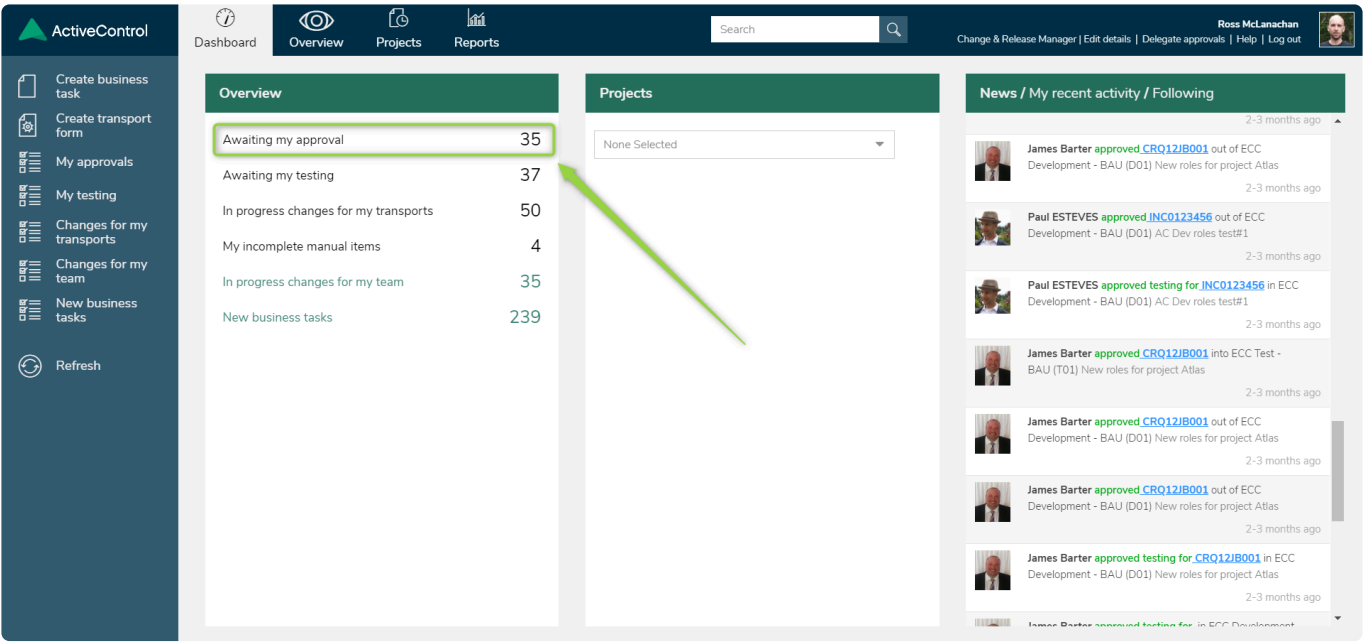 ActiveControl
Dashboard
Overview
Projects
Reports
Search
Ross McLanachan
Change & Release Manager | Edit details | Delegate approvals | Help | Log out
Create business
task
Create transport
form
My approvals
My testing
Changes for my
transports
Changes for my
team
New business
tasks
Refresh
Overview
Awaiting my approval 35
Awaiting my testing 37
In progress changes for my transports 50
My incomplete manual items 4
In progress changes for my team 35
New business tasks 239
Projects
None Selected
News / My recent activity / Following
2-3 months ago
James Barter approved CRQ12JB001 out of ECC
Development - BAU (D01) New roles for project Atlas
2-3 months ago
Paul ESTEVES approved INC0123456 out of ECC
Development - BAU (D01) AC Dev roles test#1
2-3 months ago
Paul ESTEVES approved testing for INC0123456 in ECC
Development - BAU (D01) AC Dev roles test#1
2-3 months ago
James Barter approved CRQ12JB001 into ECC Test -
BAU (T01) New roles for project Atlas
2-3 months ago
James Barter approved CRQ12JB001 out of ECC
Development - BAU (D01) New roles for project Atlas
2-3 months ago
James Barter approved CRQ12JB001 out of ECC
Development - BAU (D01) New roles for project Atlas
2-3 months ago
James Barter approved testing for CRQ12JB001 in ECC
Development - BAU (D01) New roles for project Atlas
2-3 months ago
James Barter approved testing for in ECC Development